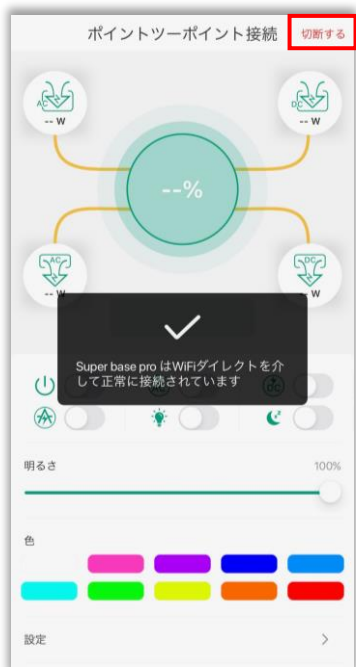 ポイントツーポイント接続 切断する
AC
-- W
DC
-- W
--%
AC
-- W
DC
-- W
Super base pro はWiFiダイレクトを介
して正常に接続されています
DC
明るさ 100%
色
設定 >